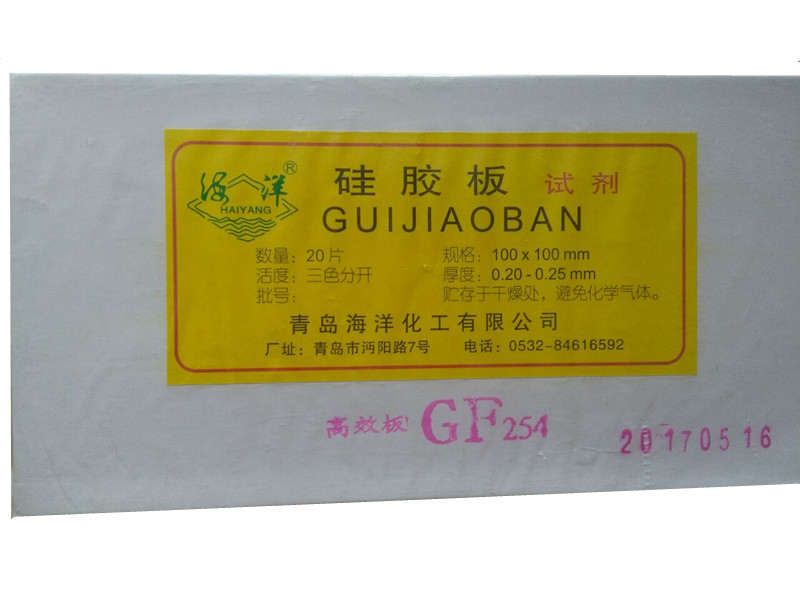 海洋®
HAIYANG
硅胶板 试剂
GUIJIAOBAN
数量：20片 规格：100 x 100 mm
活度：三色分开 厚度：0.20 - 0.25 mm
批号： 贮存于干燥处，避免化学气体。
青岛海洋化工有限公司
厂址：青岛市沔阳路7号 电话：0532-84616592
高效板 GF254 20170516